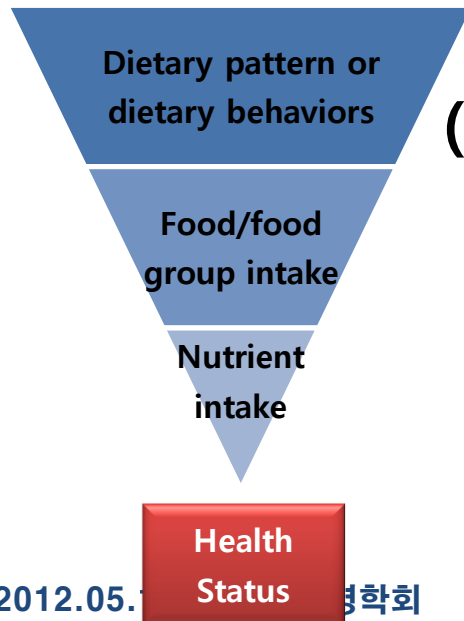 Dietary pattern or
dietary behaviors
(
Food/food
group intake
Nutrient
intake
Health
Status
2012.05. 학회